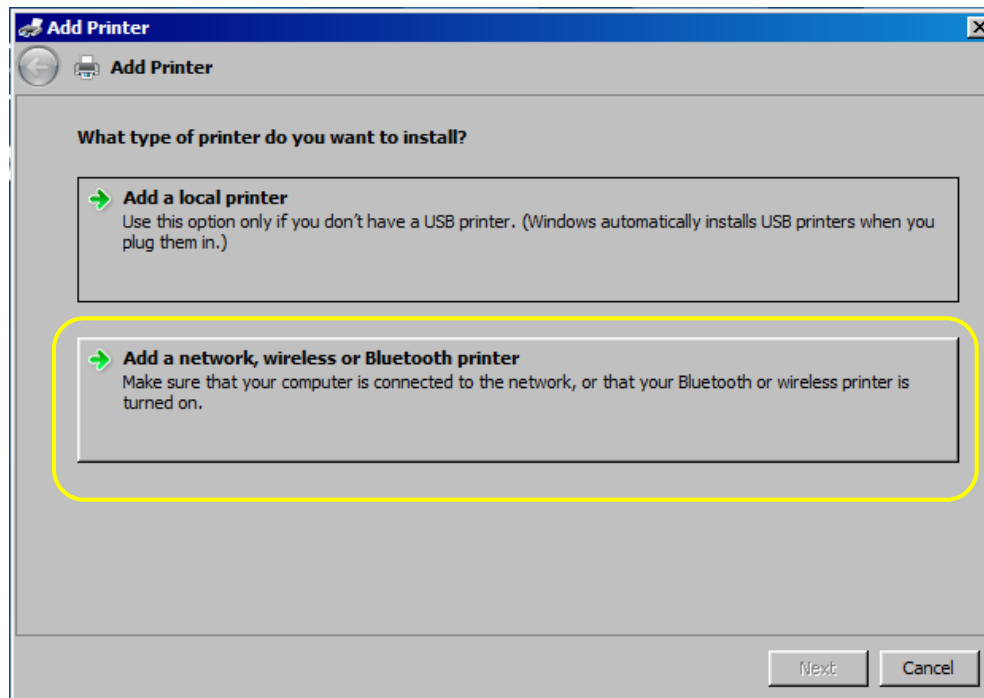 Add Printer
Add Printer
What type of printer do you want to install?
Add a local printer
Use this option only if you don't have a USB printer. (Windows automatically installs USB printers when you
plug them in.)
Add a network, wireless or Bluetooth printer
Make sure that your computer is connected to the network, or that your Bluetooth or wireless printer is
turned on.
Next
Cancel